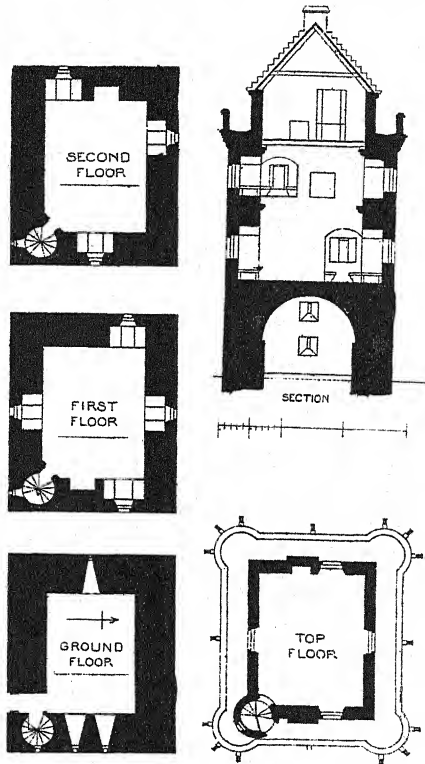 SECOND
FLOOR
SECTION
FIRST
FLOOR
GROUND
FLOOR
TOP
FLOOR